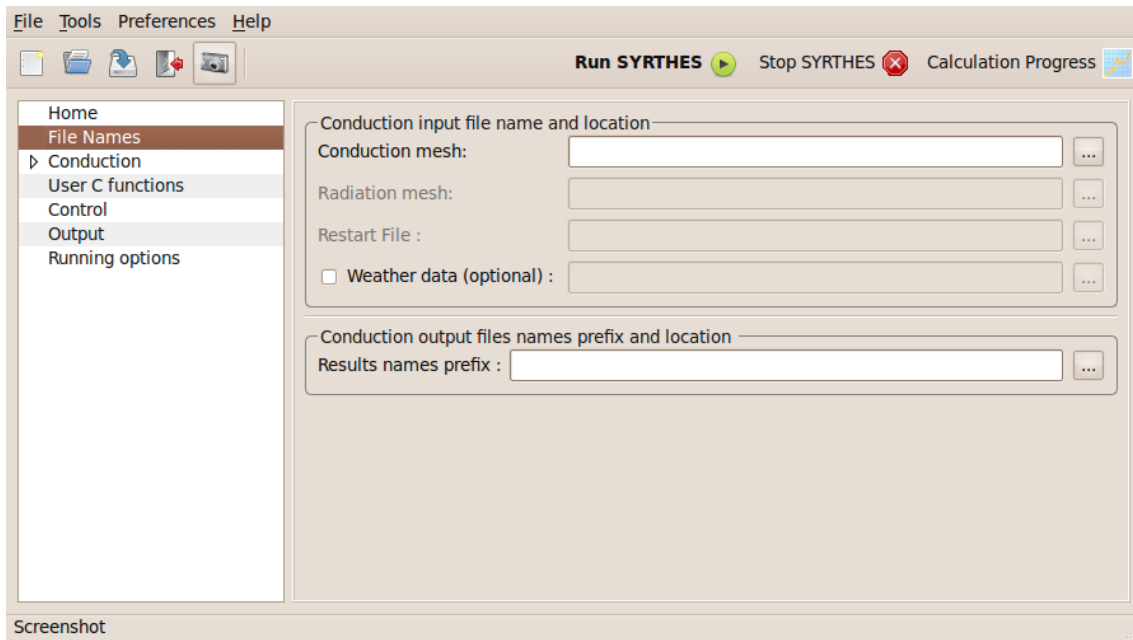 File Tools Preferences Help
Run SYRTHES Stop SYRTHES Calculation Progress
Home
File Names
Conduction
User C functions
Control
Output
Running options
Conduction input file name and location
Conduction mesh: ...
Radiation mesh: ...
Restart File : ...
Weather data (optional) : ...
Conduction output files names prefix and location
Results names prefix : ...
Screenshot